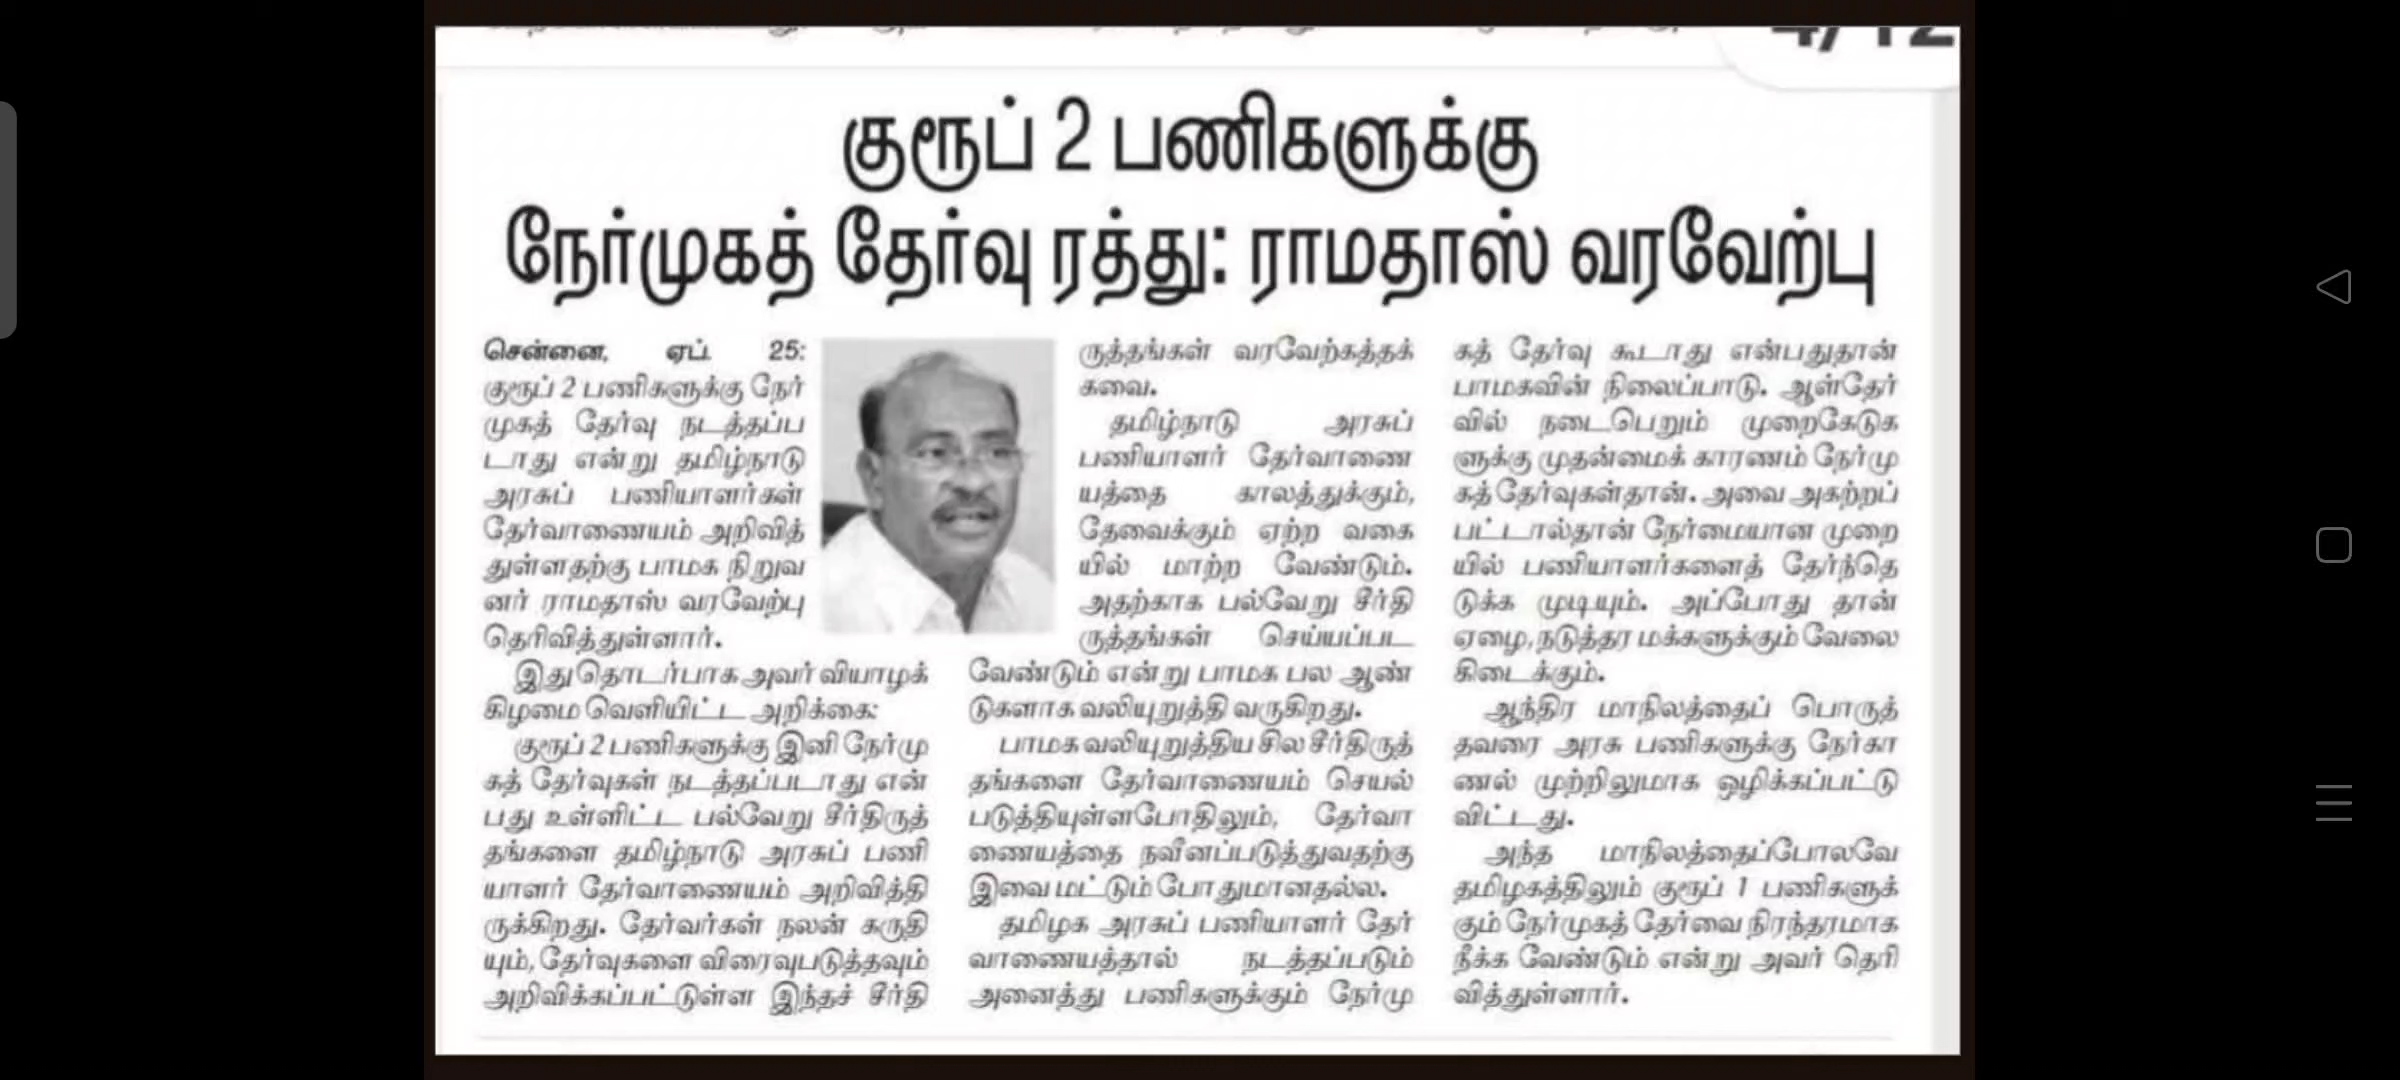 4/12
குரூப் 2 பணிகளுக்கு
நேர்முகத் தேர்வு ரத்து: ராமதாஸ் வரவேற்பு
சென்னை, ஏப். 25:
குரூப் 2 பணிகளுக்கு நேர்
முகத் தேர்வு நடத்தப்ப
டாது என்று தமிழ்நாடு
அரசுப் பணியாளர்கள்
தேர்வாணையம் அறிவித்
துள்ளதற்கு பாமக நிறுவ
னர் ராமதாஸ் வரவேற்பு
தெரிவித்துள்ளார்.
இது தொடர்பாக அவர் வியாழக்
கிழமை வெளியிட்ட அறிக்கை:
குரூப் 2 பணிகளுக்கு இனி நேர்மு
கத் தேர்வுகள் நடத்தப்படாது என்
பது உள்ளிட்ட பல்வேறு சீர்திருத்
தங்களை தமிழ்நாடு அரசுப் பணி
யாளர் தேர்வாணையம் அறிவித்தி
ருக்கிறது. தேர்வர்கள் நலன் கருதி
யும், தேர்வுகளை விரைவுபடுத்தவும்
அறிவிக்கப்பட்டுள்ள இந்தச் சீர்தி
ருத்தங்கள் வரவேற்கத்தக்
கவை.
தமிழ்நாடு அரசுப்
பணியாளர் தேர்வாணை
யத்தை காலத்துக்கும்,
தேவைக்கும் ஏற்ற வகை
யில் மாற்ற வேண்டும்.
அதற்காக பல்வேறு சீர்தி
ருத்தங்கள் செய்யப்பட
வேண்டும் என்று பாமக பல ஆண்
டுகளாக வலியுறுத்தி வருகிறது.
பாமக வலியுறுத்திய சில சீர்திருத்
தங்களை தேர்வாணையம் செயல்
படுத்தியுள்ளபோதிலும், தேர்வா
ணையத்தை நவீனப்படுத்துவதற்கு
இவை மட்டும் போதுமானதல்ல.
தமிழக அரசுப் பணியாளர் தேர்
வாணையத்தால் நடத்தப்படும்
அனைத்து பணிகளுக்கும் நேர்மு
கத் தேர்வு கூடாது என்பதுதான்
பாமகவின் நிலைப்பாடு. ஆள்தேர்
வில் நடைபெறும் முறைகேடுக
ளுக்கு முதன்மைக் காரணம் நேர்மு
கத் தேர்வுகள்தான். அவை அகற்றப்
பட்டால்தான் நேர்மையான முறை
யில் பணியாளர்களைத் தேர்ந்தெ
டுக்க முடியும். அப்போது தான்
ஏழை, நடுத்தர மக்களுக்கும் வேலை
கிடைக்கும்.
ஆந்திர மாநிலத்தைப் பொருத்
தவரை அரசு பணிகளுக்கு நேர்கா
ணல் முற்றிலுமாக ஒழிக்கப்பட்டு
விட்டது.
அந்த மாநிலத்தைப்போலவே
தமிழகத்திலும் குரூப் 1 பணிகளுக்
கும் நேர்முகத் தேர்வை நிரந்தரமாக
நீக்க வேண்டும் என்று அவர் தெரி
வித்துள்ளார்.